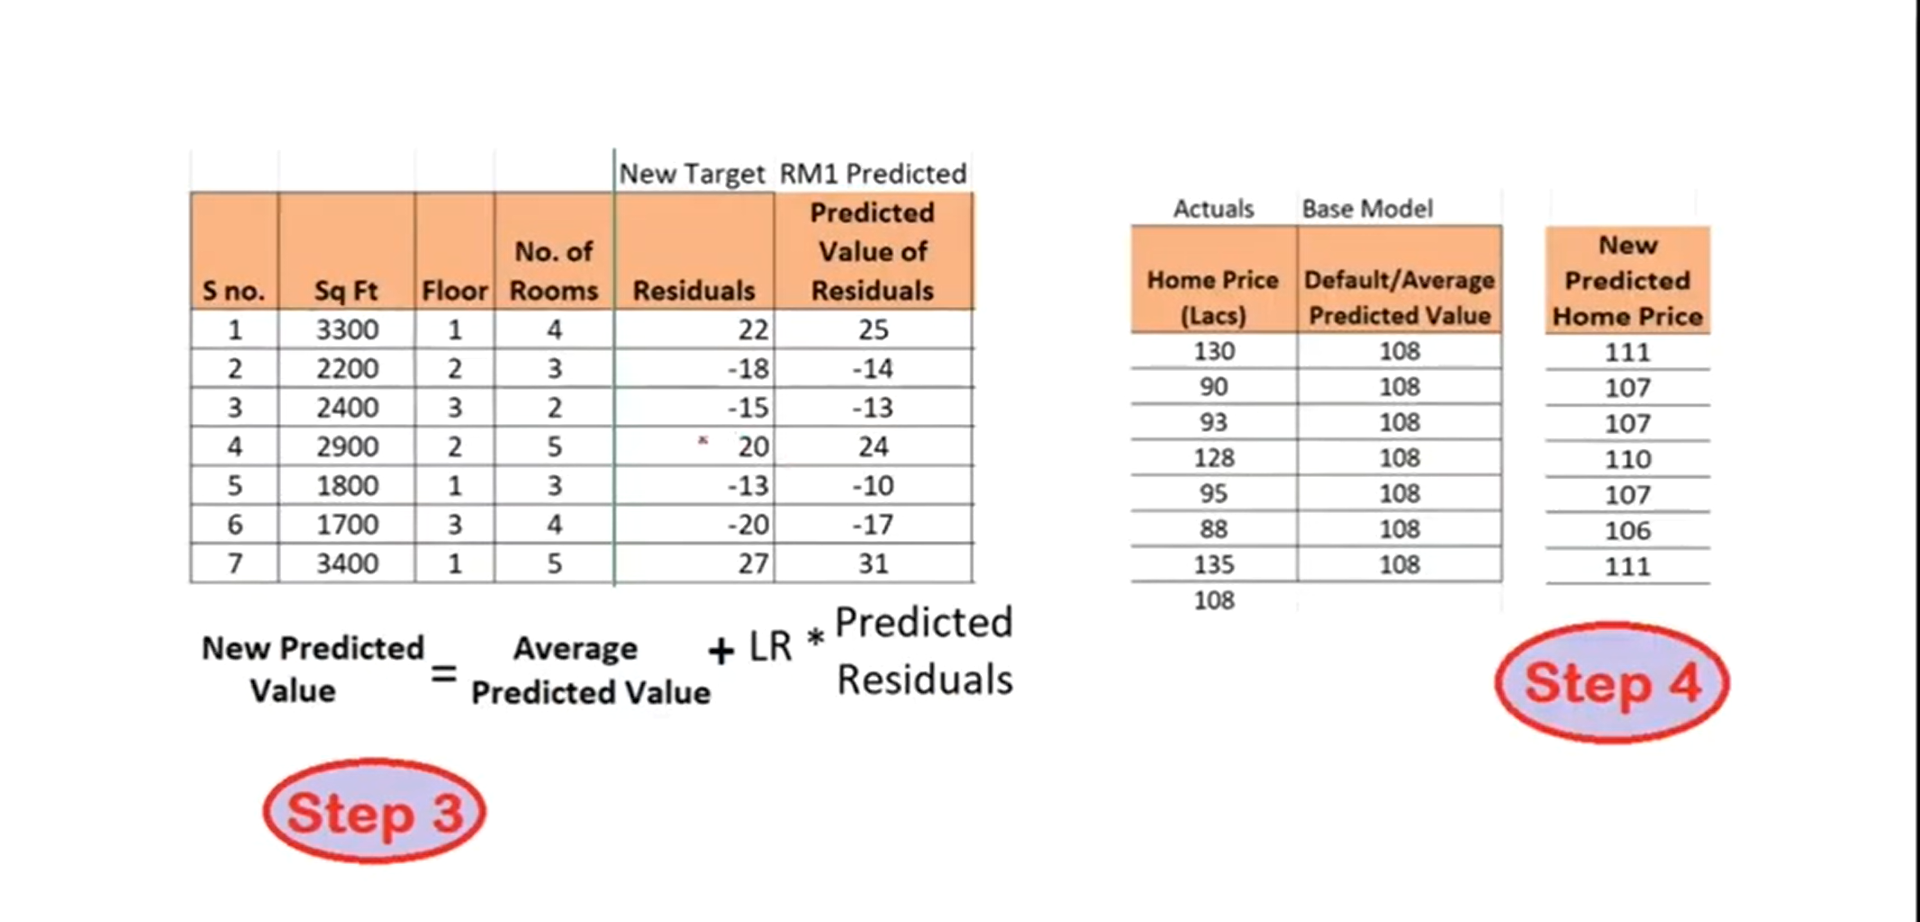 New Target RM1 Predicted
S no. Sq Ft Floor No. of Rooms Residuals Predicted Value of Residuals
1 3300 1 4 22 25
2 2200 2 3 -18 -14
3 2400 3 2 -15 -13
4 2900 2 5 20 24
5 1800 1 3 -13 -10
6 1700 3 4 -20 -17
7 3400 1 5 27 31
New Predicted Value = Average Predicted Value + LR * Predicted Residuals
Step 3
Actuals Base Model
Home Price (Lacs) Default/Average Predicted Value New Predicted Home Price
130 108 111
90 108 107
93 108 107
128 108 110
95 108 107
88 108 106
135 108 111
108
Step 4